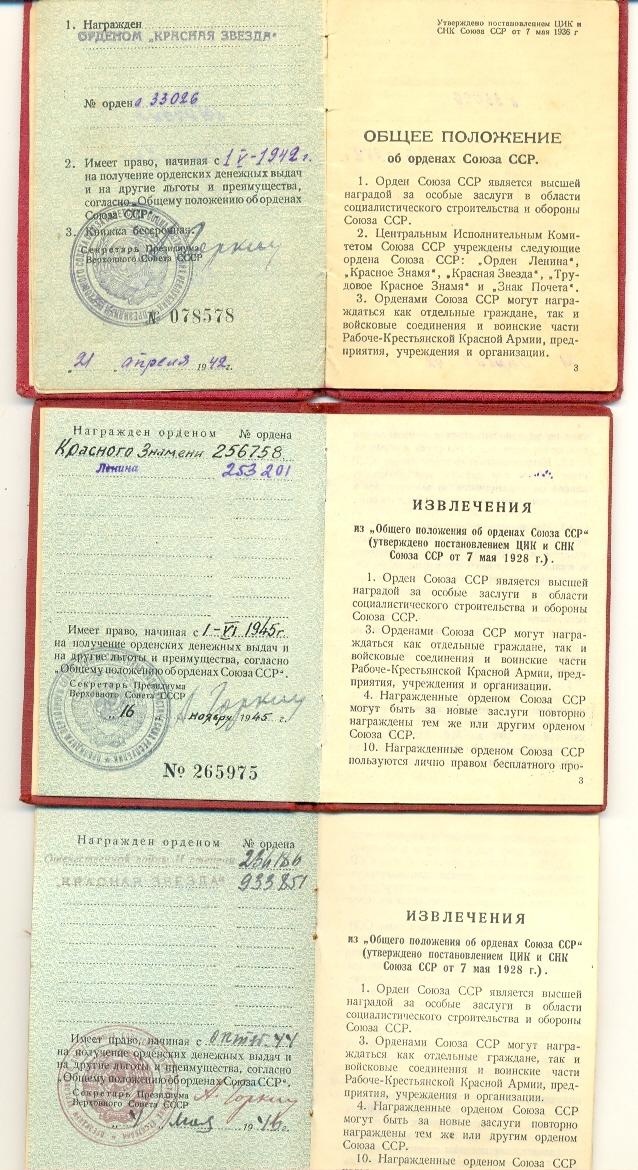 1. Награжден
ОРДЕНОМ „КРАСНАЯ ЗВЕЗДА"
№ ордена 33026
2. Имеет право, начиная с 1 V-1942 г.
на получение орденских денежных выдач
и на другие льготы и преимущества,
согласно „Общему положению об орденах
Союза ССР".
3. Книжка бессрочная.
Секретарь Президиума
Верховного Совета СССР
№ 078578
„21" апреля 1942г.
Утверждено постановлением ЦИК и
СНК Союза ССР от 7 мая 1936 г
ОБЩЕЕ ПОЛОЖЕНИЕ
об орденах Союза ССР.
1. Орден Союза ССР является высшей
наградой за особые заслуги в области
социалистического строительства и обороны
Союза ССР.
2. Центральным Исполнительным Коми-
тетом Союза ССР учреждены следующие
ордена Союза ССР: „Орден Ленина",
„Красное Знамя", „Красная Звезда", „Тру-
довое Красное Знамя" и „Знак Почета".
3. Орденами Союза ССР могут награ-
ждаться как отдельные граждане, так и
войсковые соединения и воинские части
Рабоче-Крестьянской Красной Армии, пред-
приятия, учреждения и организации.
3
Награжден орденом № ордена
Красного Знамени 256758
Ленина 253201
Имеет право, начиная с 1-VI 1945г.
на получение орденских денежных выдач и
на другие льготы и преимущества, согласно
„Общему положению об орденах Союза ССР".
Секретарь Президиума
Верховного Совета СССР
А Горкин
„16 ноября 1945 г.
№ 265975
ИЗВЛЕЧЕНИЯ
из „Общего положения об орденах Союза ССР"
(утверждено постановлением ЦИК и СНК
Союза ССР от 7 мая 1928 г.).
1. Орден Союза ССР является высшей
наградой за особые заслуги в области
социалистического строительства и обороны
Союза ССР.
3. Орденами Союза ССР могут награ-
ждаться как отдельные граждане, так и
войсковые соединения и воинские части
Рабоче-Крестьянской Красной Армии, пред-
приятия, учреждения и организации.
4. Награжденные орденом Союза ССР
могут быть за новые заслуги повторно
награждены тем же или другим орденом
Союза ССР.
10. Награжденные орденом Союза ССР
пользуются лично правом бесплатного про-
3
Награжден орденом № ордена
Отечественной войны II степени
„КРАСНАЯ ЗВЕЗДА" 933851
Имеет право, начиная с
на получение орденских денежных выдач и
на другие льготы и преимущества, согласно
„Общему положению об орденах Союза ССР".
Секретарь Президиума
Верховного Совета СССР
А Горкин
мая 1946г.
ИЗВЛЕЧЕНИЯ
из „Общего положения об орденах Союза ССР"
(утверждено постановлением ЦИК и СНК
Союза ССР от 7 мая 1928 г.).
1. Орден Союза ССР является высшей
наградой за особые заслуги в области
социалистического строительства и обороны
Союза ССР.
3. Орденами Союза ССР могут награ-
ждаться как отдельные граждане, так и
войсковые соединения и воинские части
Рабоче-Крестьянской Красной Армии, пред-
приятия, учреждения и организации.
4. Награжденные орденом Союза ССР
могут быть за новые заслуги повторно
награждены тем же или другим орденом
Союза ССР.
10. Награжденные орденом Союза ССР